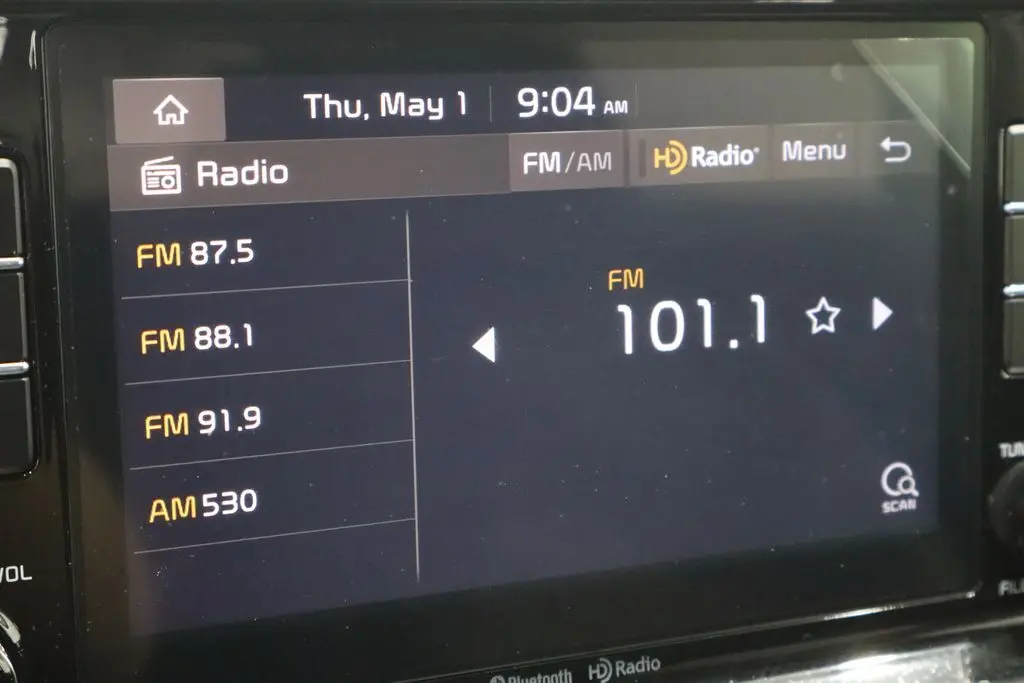 Thu, May 1 9:04 AM
Radio FM/AM HD Radio® Menu
FM 87.5
FM 88.1
FM 91.9
AM 530
FM
101.1
SCAN
VOL
Bluetooth HD Radio